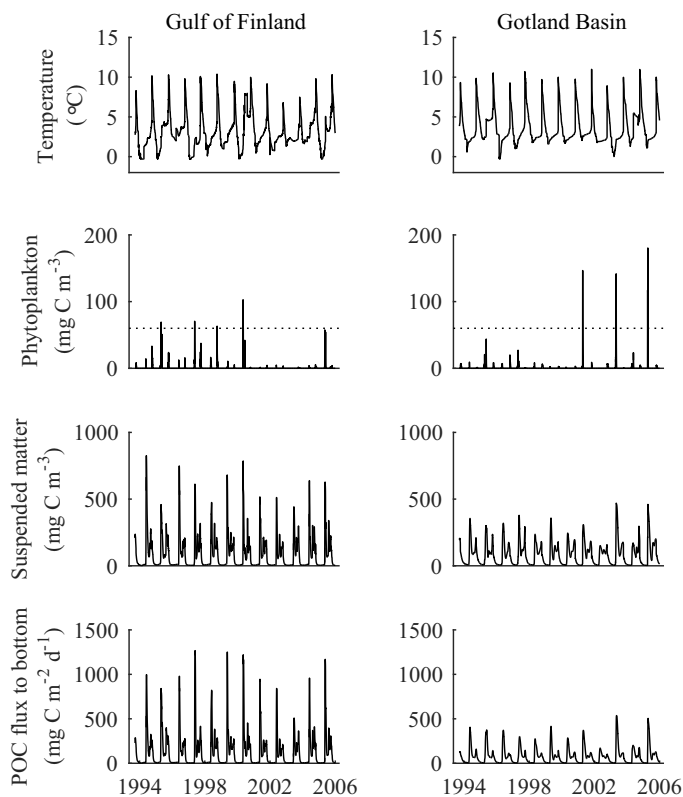 Gulf of Finland
Gotland Basin
Temperature
(°C)
15
10
5
0
15
10
5
0
Phytoplankton
(mg C m-3)
200
100
0
200
100
0
Suspended matter
(mg C m-3)
1000
500
0
1000
500
0
POC flux to bottom
(mg C m-2 d-1)
1500
1000
500
0
1500
1000
500
0
1994 1998 2002 2006
1994 1998 2002 2006